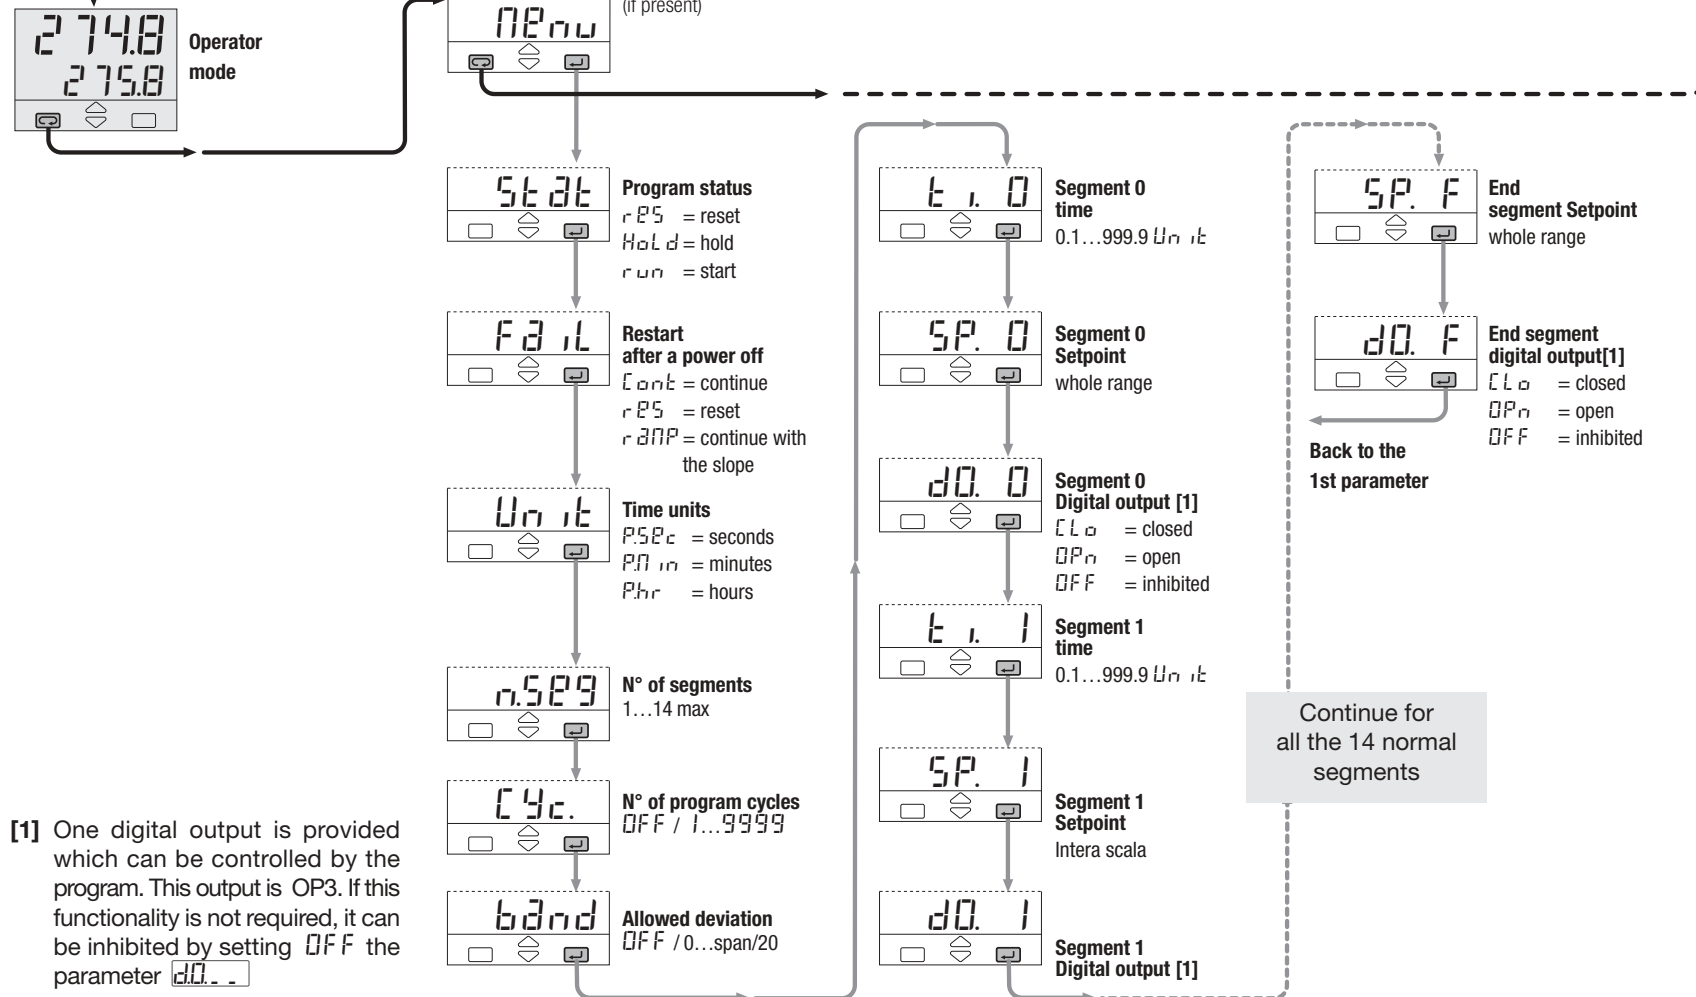 274.8
275.8
Operator
mode
Menu
(if present)
Stat
Program status
rES = reset
HoLd = hold
run = start
FaiL
Restart
after a power off
Cont = continue
rES = reset
raMP = continue with
the slope
Unit
Time units
P.SEc = seconds
P.Min = minutes
P.hr = hours
n.SEg
N° of segments
1…14 max
Cyc.
N° of program cycles
OFF / 1…9999
band
Allowed deviation
OFF / 0…span/20
ti. 0
Segment 0
time
0.1…999.9 Unit
SP. 0
Segment 0
Setpoint
whole range
dO. 0
Segment 0
Digital output [1]
CLo = closed
OPn = open
OFF = inhibited
ti. 1
Segment 1
time
0.1…999.9 Unit
SP. 1
Segment 1
Setpoint
Intera scala
dO. 1
Segment 1
Digital output [1]
SP. F
End
segment Setpoint
whole range
dO. F
End segment
digital output[1]
CLo = closed
OPn = open
OFF = inhibited
Back to the
1st parameter
Continue for
all the 14 normal
segments
[1] One digital output is provided
which can be controlled by the
program. This output is OP3. If this
functionality is not required, it can
be inhibited by setting OFF the
parameter d.O._ _